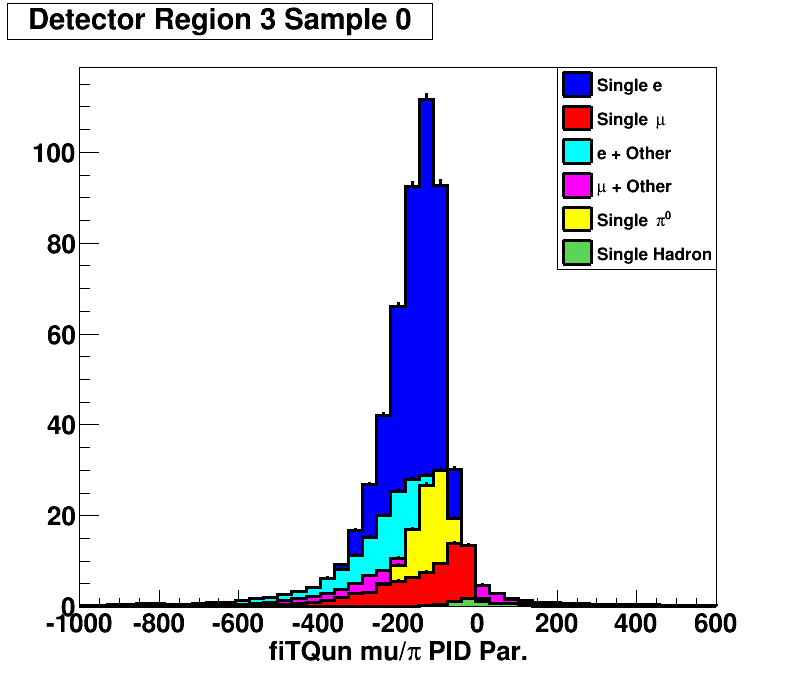 Detector Region 3 Sample 0
Single e
Single μ
e + Other
μ + Other
Single π⁰
Single Hadron
100
80
60
40
20
0
-1000 -800 -600 -400 -200 0 200 400 600
fiTQun mu/π PID Par.